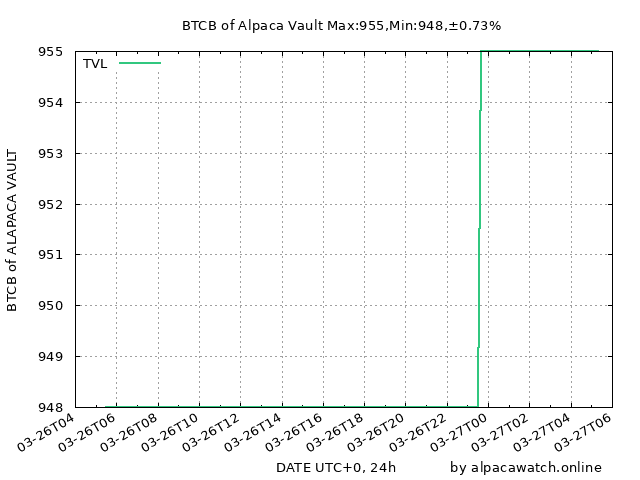 BTCB of Alpaca Vault Max:955,Min:948,±0.73%
TVL
955
954
953
952
951
950
949
948
BTCB of ALAPACA VAULT
03-26T04
03-26T06
03-26T08
03-26T10
03-26T12
03-26T14
03-26T16
03-26T18
03-26T20
03-26T22
03-27T00
03-27T02
03-27T04
03-27T06
DATE UTC+0, 24h
by alpacawatch.online